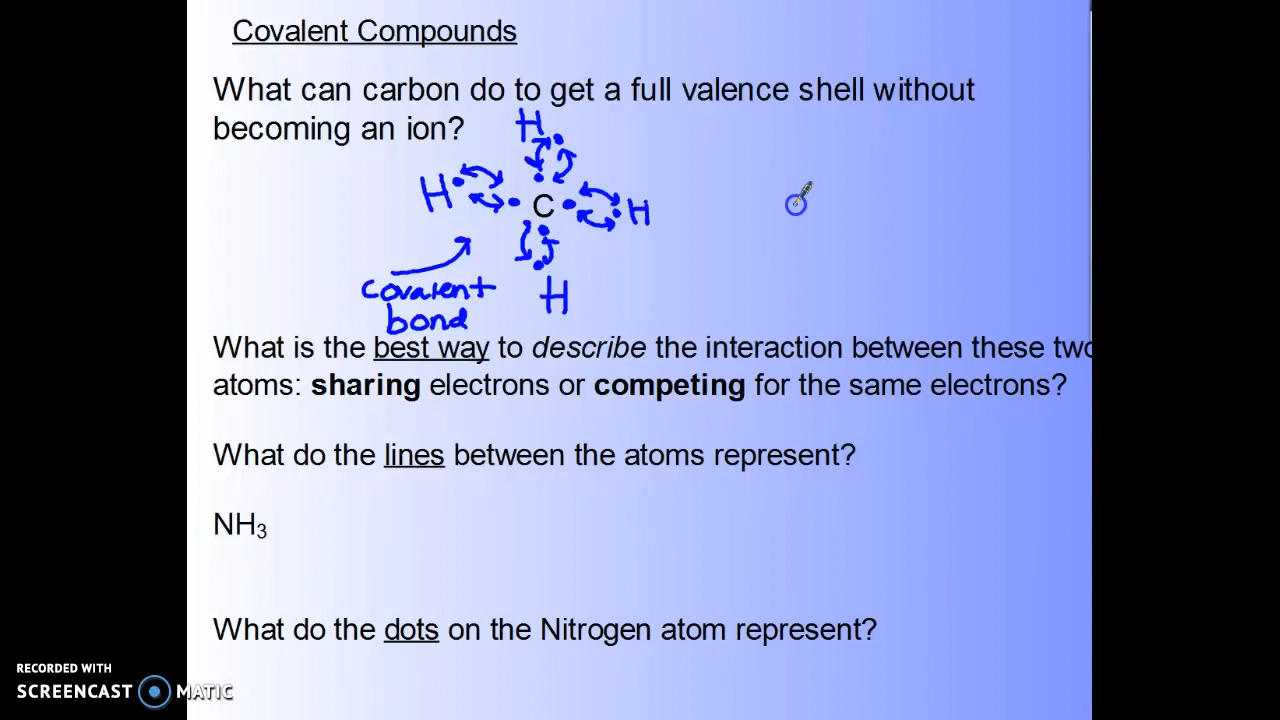 Covalent Compounds
What can carbon do to get a full valence shell without
becoming an ion?
H
H C H
covalent
bond
H
What is the best way to describe the interaction between these two
atoms: sharing electrons or competing for the same electrons?
What do the lines between the atoms represent?
NH₃
What do the dots on the Nitrogen atom represent?
RECORDED WITH
SCREENCAST MATIC